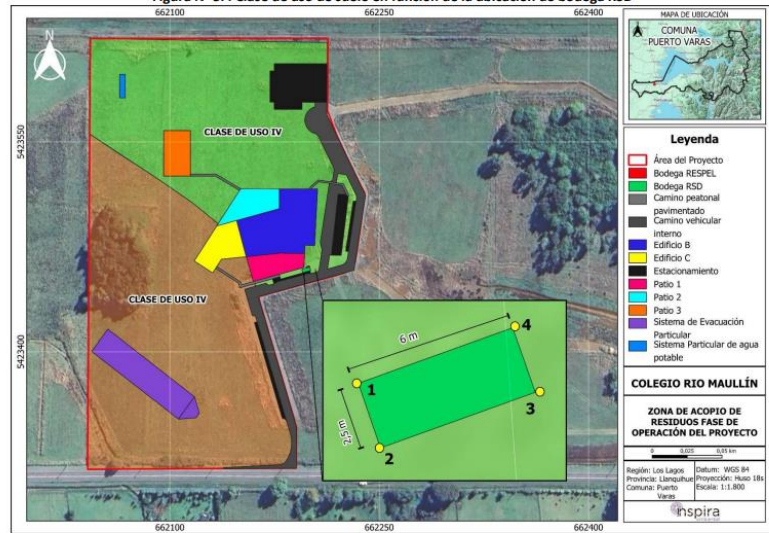 662100
662250
662400
N
5423550
5423400
CLASE DE USO IV
CLASE DE USO IV
6 m
2,5 m
1
2
3
4
662100
662250
662400
MAPA DE UBICACIÓN
COMUNA
PUERTO VARAS
Leyenda
Área del Proyecto
Bodega RESPEL
Bodega RSD
Camino peatonal
pavimentado
Camino vehicular
interno
Edificio B
Edificio C
Estacionamiento
Patio 1
Patio 2
Patio 3
Sistema de Evacuación
Particular
Sistema Particular de agua
potable
COLEGIO RIO MAULLÍN
ZONA DE ACOPIO DE
RESIDUOS FASE DE
OPERACIÓN DEL PROYECTO
0 0,025 0,05 km
Región: Los Lagos
Provincia: Llanquihue
Comuna: Puerto
Varas
Datum: WGS 84
Proyección: Huso 18s
Escala: 1:1.800
inspira